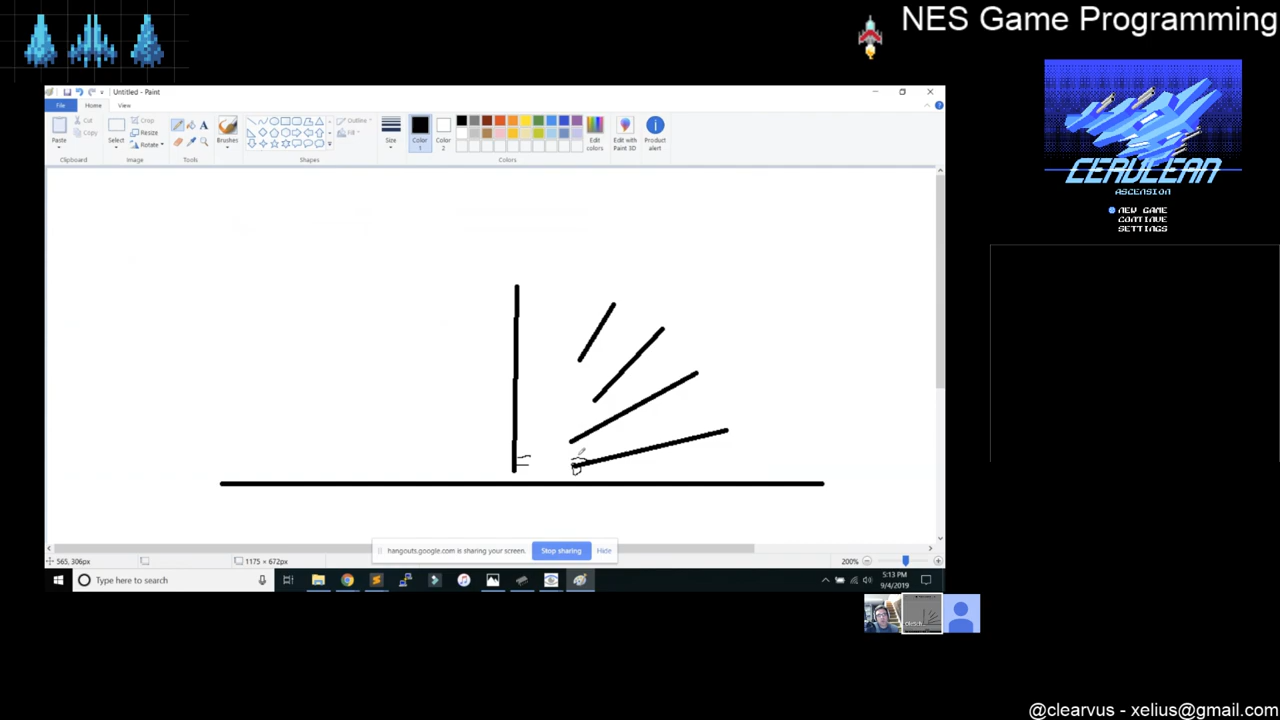 NES Game Programming
Untitled - Paint
File
Home
View
Paste
Cut
Copy
Clipboard
Select
Crop
Resize
Rotate
Image
A
Tools
Brushes
Outline
Fill
Shapes
Size
Color
1
Color
2
Edit
colors
Colors
Edit with
Paint 3D
Product
alert
CERULEAN
ASCENSION
NEW GAME
CONTINUE
SETTINGS
hangouts.google.com is sharing your screen.
Stop sharing
Hide
565, 306px
1175 × 672px
200%
Type here to search
5:13 PM
9/4/2019
@clearvus - xelius@gmail.com